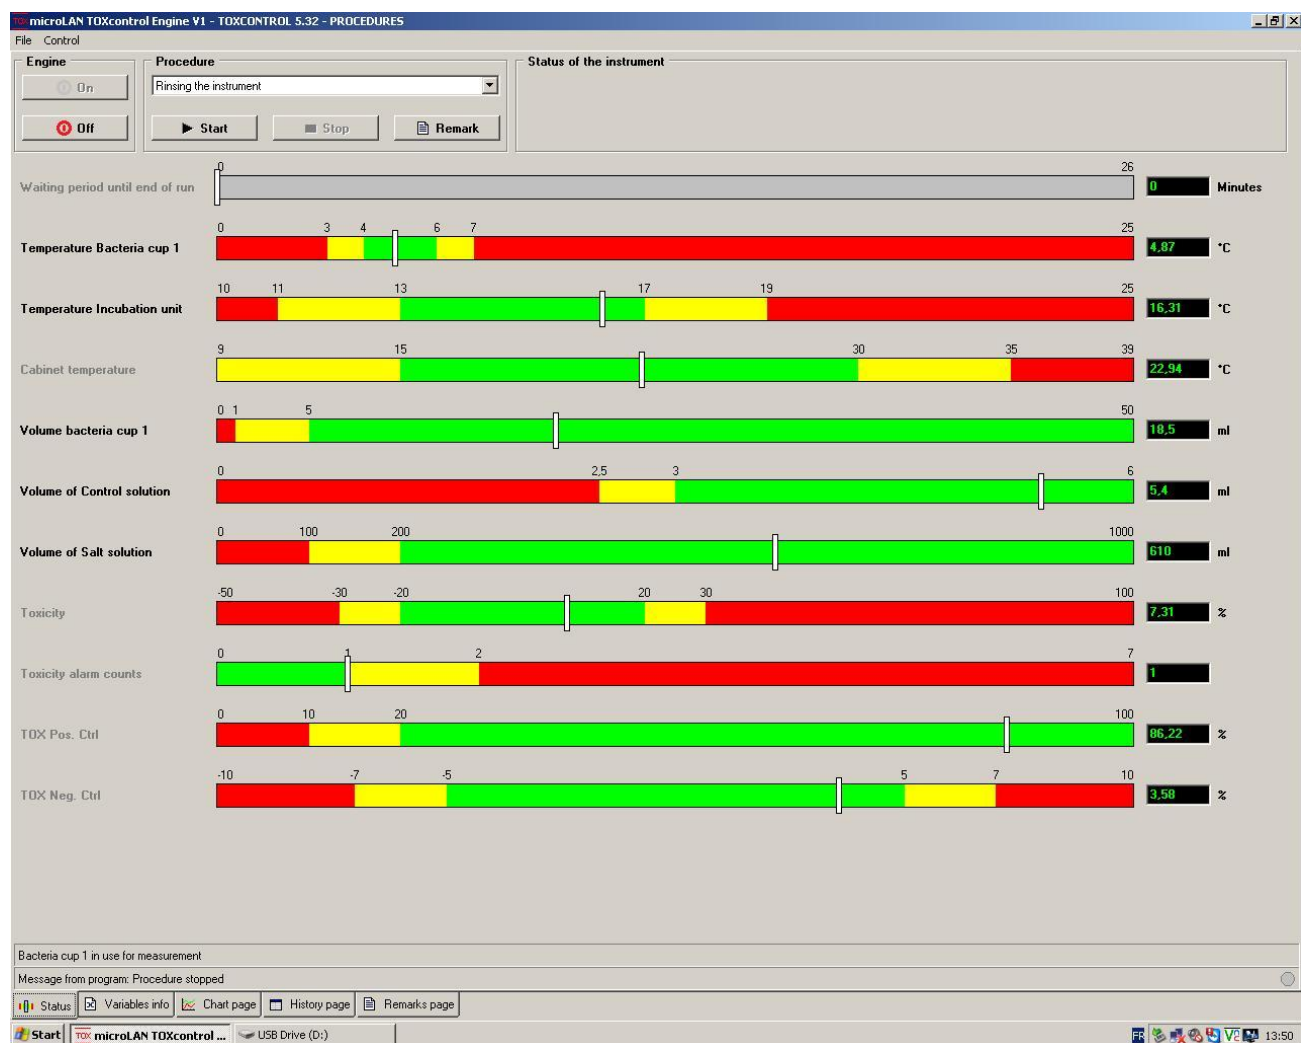 microLAN TOXcontrol Engine V1 - TOXCONTROL 5.32 - PROCEDURES
File Control
Engine
On
Off
Procedure
Rinsing the instrument
Start Stop Remark
Status of the instrument
0 26
Waiting period until end of run 0 Minutes
0 3 4 6 7 25
Temperature Bacteria cup 1 4,87 °C
10 11 13 17 19 25
Temperature Incubation unit 16,31 °C
9 15 30 35 39
Cabinet temperature 22,94 °C
0 1 5 50
Volume bacteria cup 1 18,5 ml
0 2,5 3 6
Volume of Control solution 5,4 ml
0 100 200 1000
Volume of Salt solution 610 ml
-50 -30 -20 20 30 100
Toxicity 7,31 %
0 1 2 7
Toxicity alarm counts 1
0 10 20 100
TOX Pos. Ctrl 86,22 %
-10 -7 -5 5 7 10
TOX Neg. Ctrl 3,58 %
Bacteria cup 1 in use for measurement
Message from program: Procedure stopped
Status Variables info Chart page History page Remarks page
Start TOX microLAN TOXcontrol ... USB Drive (D:) FR V2 13:50